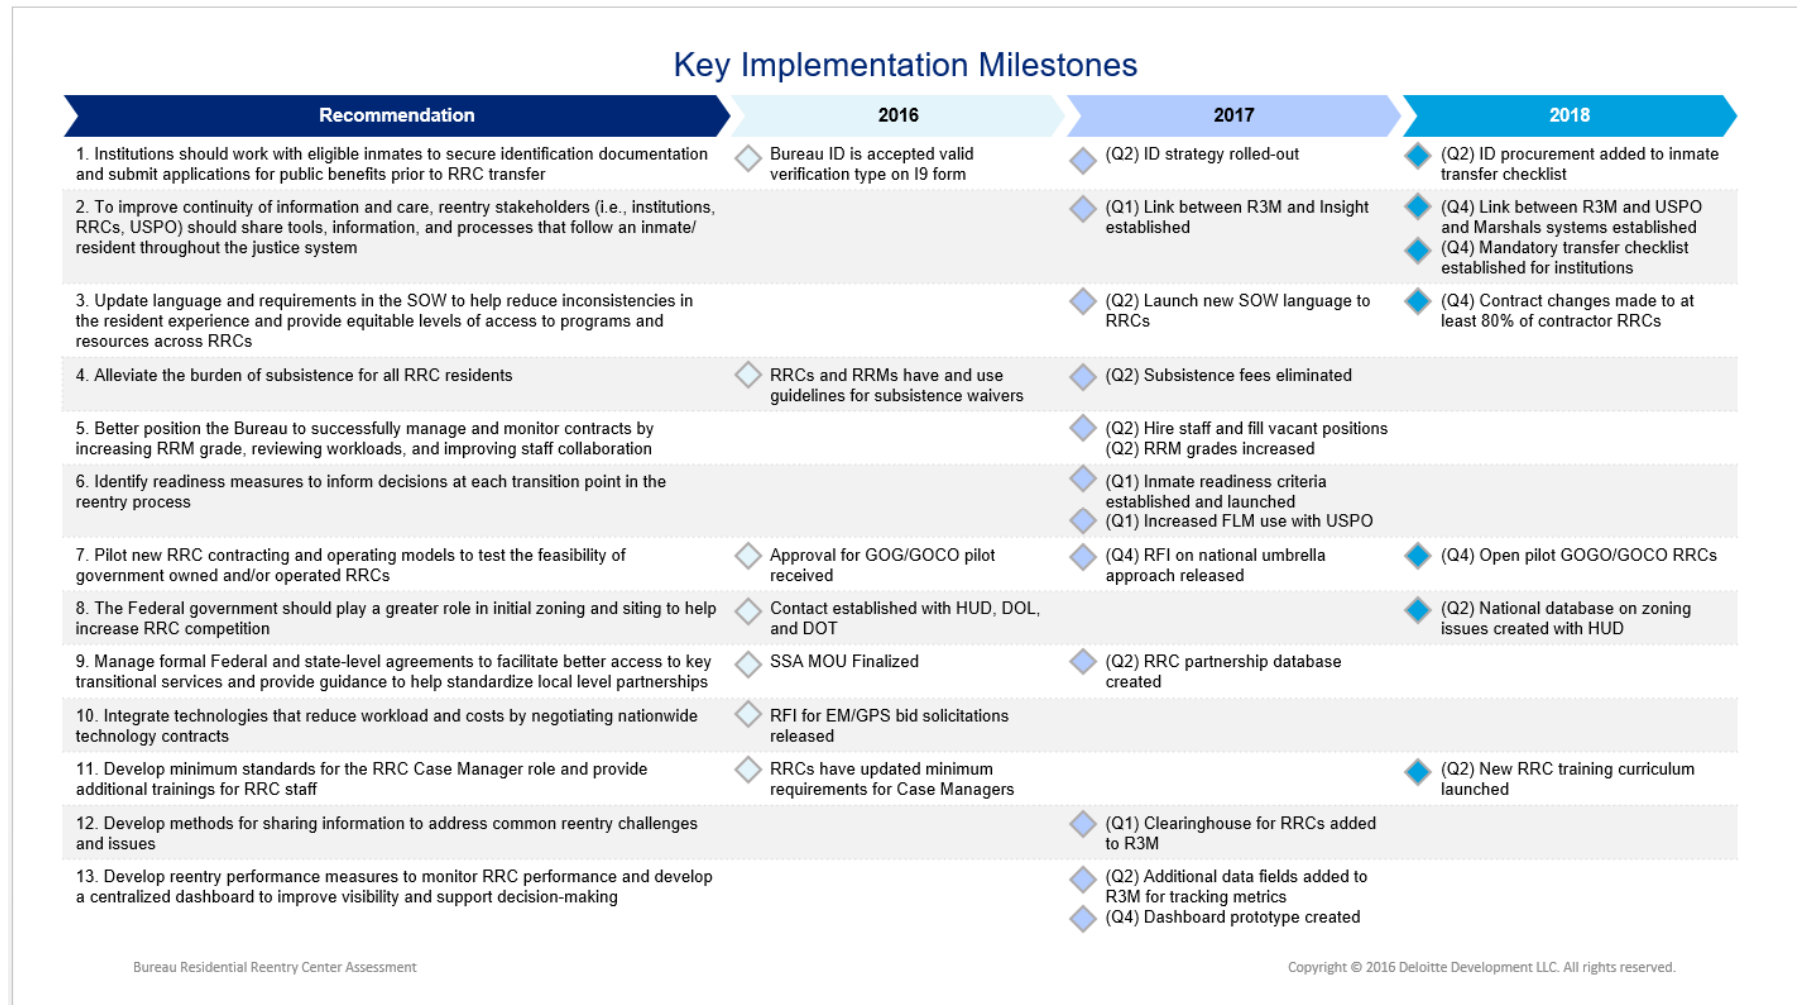 Key Implementation Milestones
Recommendation
2016
2017
2018
1. Institutions should work with eligible inmates to secure identification documentation
and submit applications for public benefits prior to RRC transfer
Bureau ID is accepted valid
verification type on I9 form
(Q2) ID strategy rolled-out
(Q2) ID procurement added to inmate
transfer checklist
2. To improve continuity of information and care, reentry stakeholders (i.e., institutions,
RRCs, USPO) should share tools, information, and processes that follow an inmate/
resident throughout the justice system
(Q1) Link between R3M and Insight
established
(Q4) Link between R3M and USPO
and Marshals systems established
(Q4) Mandatory transfer checklist
established for institutions
3. Update language and requirements in the SOW to help reduce inconsistencies in
the resident experience and provide equitable levels of access to programs and
resources across RRCs
(Q2) Launch new SOW language to
RRCs
(Q4) Contract changes made to at
least 80% of contractor RRCs
4. Alleviate the burden of subsistence for all RRC residents
RRCs and RRMs have and use
guidelines for subsistence waivers
(Q2) Subsistence fees eliminated
5. Better position the Bureau to successfully manage and monitor contracts by
increasing RRM grade, reviewing workloads, and improving staff collaboration
(Q2) Hire staff and fill vacant positions
(Q2) RRM grades increased
6. Identify readiness measures to inform decisions at each transition point in the
reentry process
(Q1) Inmate readiness criteria
established and launched
(Q1) Increased FLM use with USPO
7. Pilot new RRC contracting and operating models to test the feasibility of
government owned and/or operated RRCs
Approval for GOG/GOCO pilot
received
(Q4) RFI on national umbrella
approach released
(Q4) Open pilot GOGO/GOCO RRCs
8. The Federal government should play a greater role in initial zoning and siting to help
increase RRC competition
Contact established with HUD, DOL,
and DOT
(Q2) National database on zoning
issues created with HUD
9. Manage formal Federal and state-level agreements to facilitate better access to key
transitional services and provide guidance to help standardize local level partnerships
SSA MOU Finalized
(Q2) RRC partnership database
created
10. Integrate technologies that reduce workload and costs by negotiating nationwide
technology contracts
RFI for EM/GPS bid solicitations
released
11. Develop minimum standards for the RRC Case Manager role and provide
additional trainings for RRC staff
RRCs have updated minimum
requirements for Case Managers
(Q2) New RRC training curriculum
launched
12. Develop methods for sharing information to address common reentry challenges
and issues
(Q1) Clearinghouse for RRCs added
to R3M
13. Develop reentry performance measures to monitor RRC performance and develop
a centralized dashboard to improve visibility and support decision-making
(Q2) Additional data fields added to
R3M for tracking metrics
(Q4) Dashboard prototype created
Bureau Residential Reentry Center Assessment
Copyright © 2016 Deloitte Development LLC. All rights reserved.